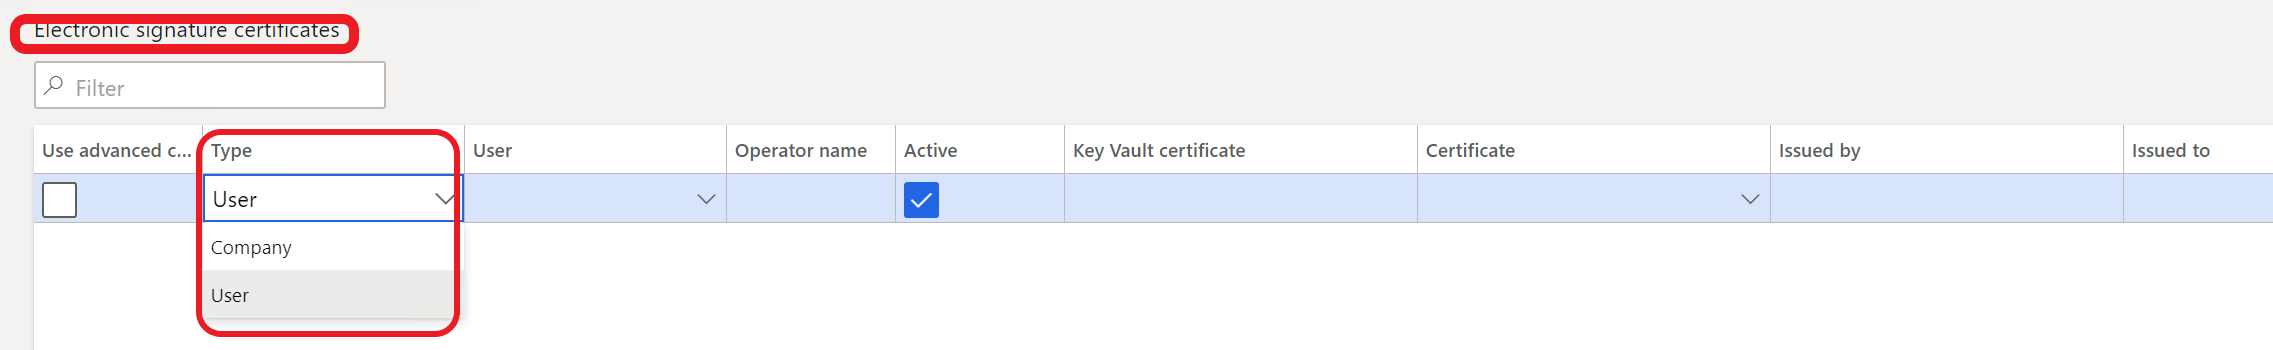 Electronic signature certificates
Filter
Use advanced c... Type User Operator name Active Key Vault certificate Certificate Issued by Issued to
User
Company
User